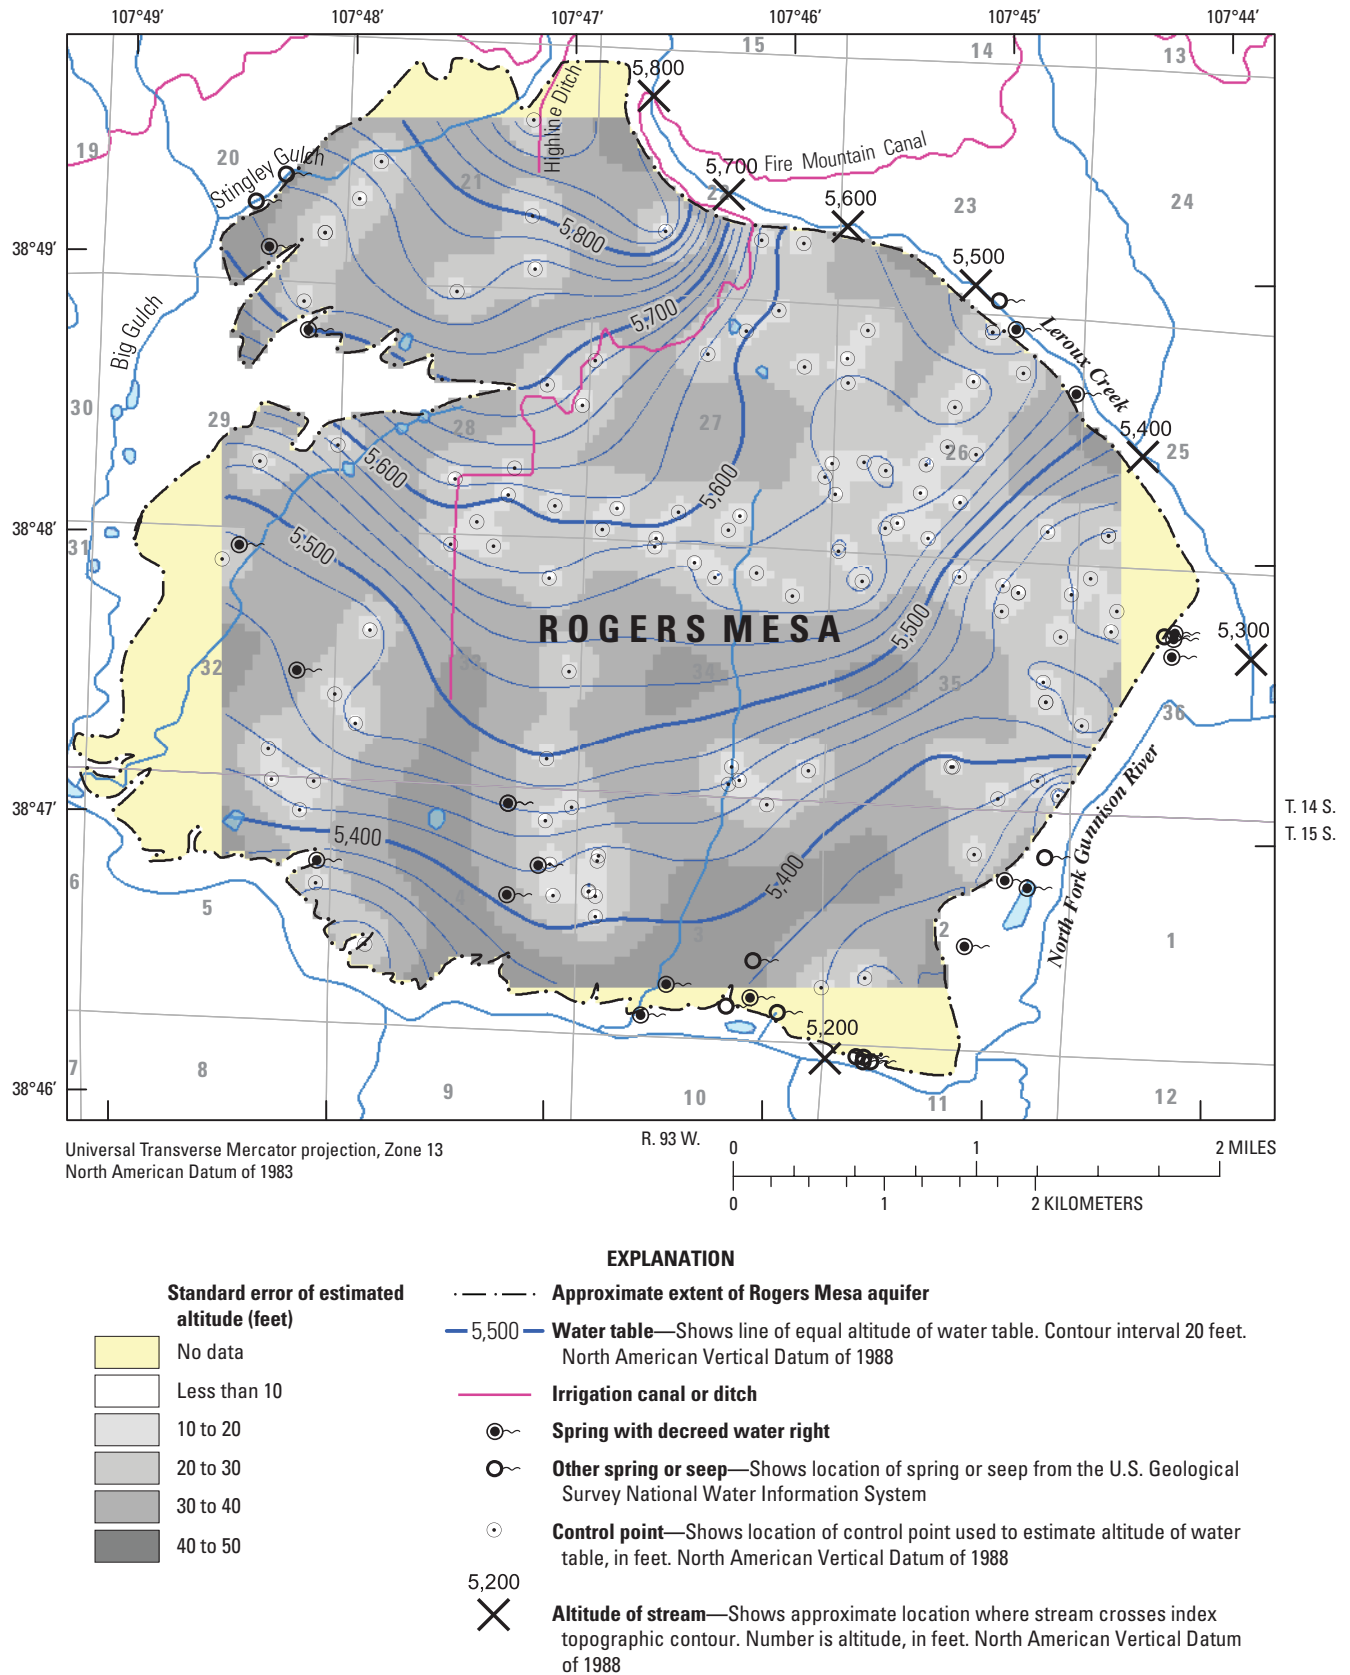 107°49' 107°48' 107°47' 107°46' 107°45' 107°44'
15 14 13
5,800
Highline Ditch
Fire Mountain Canal
19 20 21 22 23 24
Stingley Gulch
5,700
5,600
5,800
38°49'
5,500
Big Gulch
5,700
Leroux Creek
30 29 28 27 26 25
5,400
5,600
5,600
38°48'
31
5,500
ROGERS MESA
5,500
5,300
32 34 35 36
38°47'
T. 14 S.
T. 15 S.
5,400
5,400
North Fork Gunnison River
6 5 4 3 2 1
5,200
38°46'
7 8 9 10 11 12
Universal Transverse Mercator projection, Zone 13
North American Datum of 1983
R. 93 W.
0 1 2 MILES
0 1 2 KILOMETERS
EXPLANATION
Standard error of estimated
altitude (feet)
No data
Less than 10
10 to 20
20 to 30
30 to 40
40 to 50
Approximate extent of Rogers Mesa aquifer
5,500 Water table—Shows line of equal altitude of water table. Contour interval 20 feet.
North American Vertical Datum of 1988
Irrigation canal or ditch
Spring with decreed water right
Other spring or seep—Shows location of spring or seep from the U.S. Geological
Survey National Water Information System
Control point—Shows location of control point used to estimate altitude of water
table, in feet. North American Vertical Datum of 1988
5,200
Altitude of stream—Shows approximate location where stream crosses index
topographic contour. Number is altitude, in feet. North American Vertical Datum
of 1988